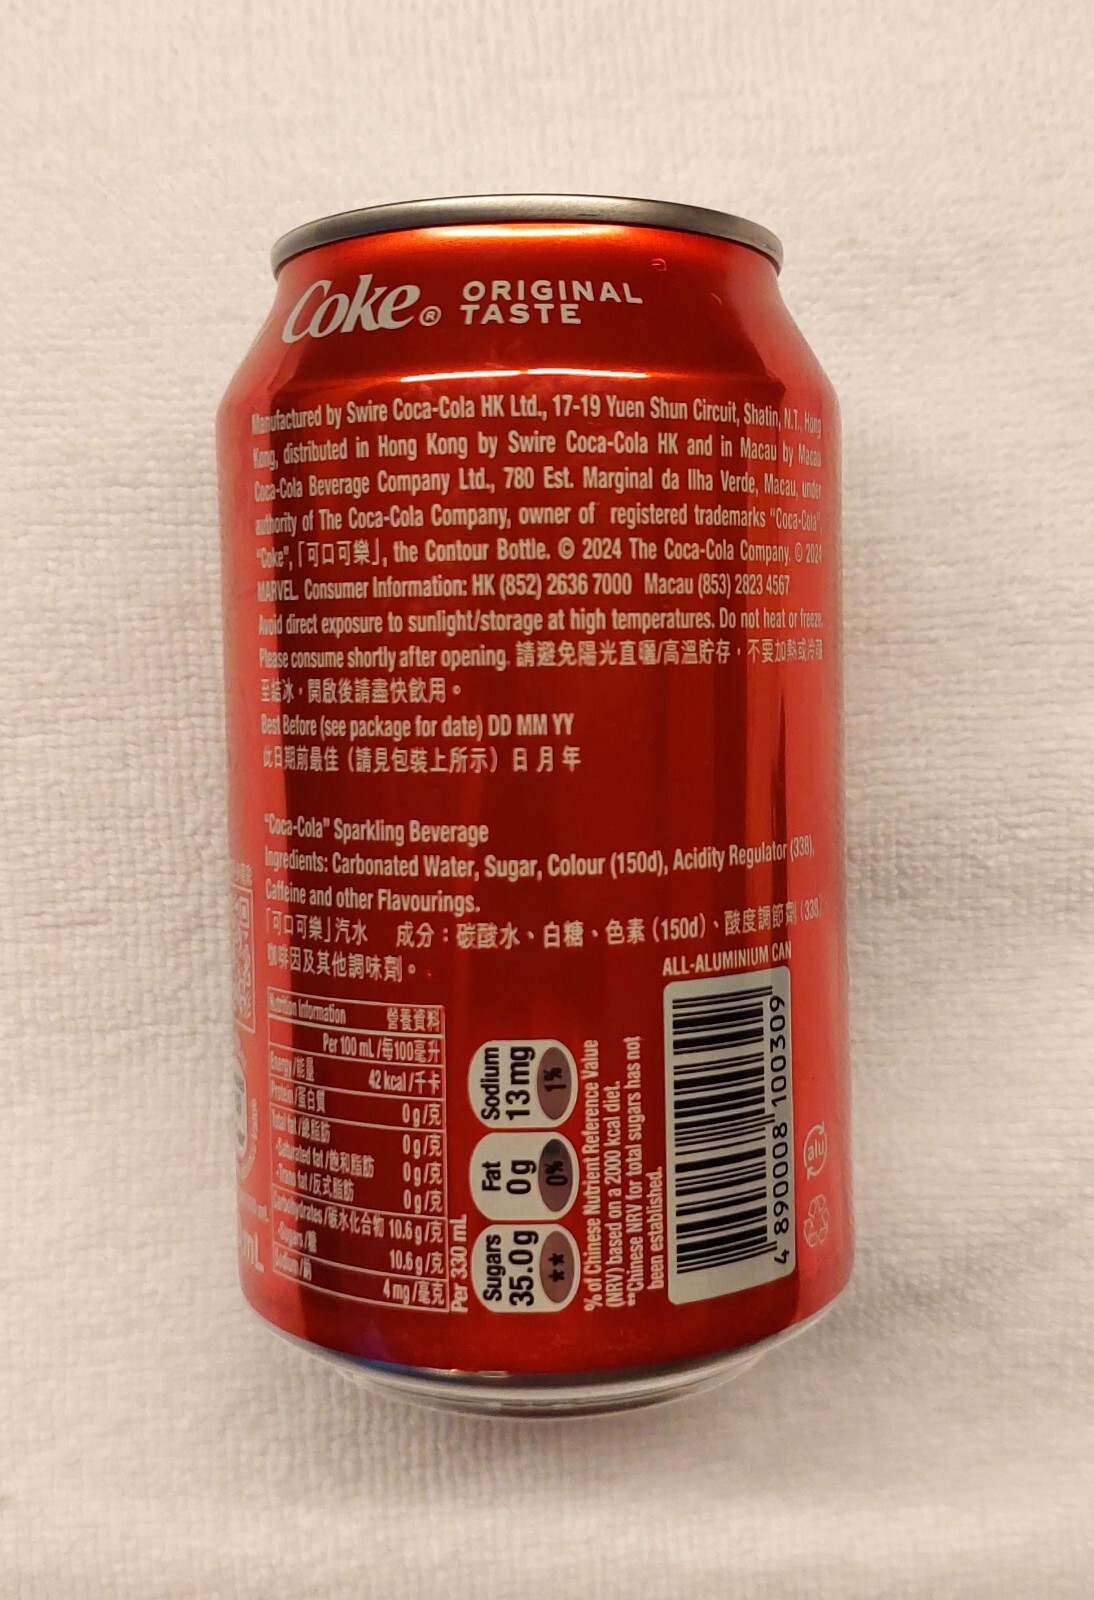 Coke® ORIGINAL
TASTE
Manufactured by Swire Coca-Cola HK Ltd., 17-19 Yuen Shun Circuit, Shatin, N.T., Hong
Kong, distributed in Hong Kong by Swire Coca-Cola HK and in Macau by Macau
Coca-Cola Beverage Company Ltd., 780 Est. Marginal da Ilha Verde, Macau, under
authority of The Coca-Cola Company, owner of registered trademarks "Coca-Cola",
"Coke",「可口可樂」, the Contour Bottle. © 2024 The Coca-Cola Company. © 2024
MARVEL. Consumer Information: HK (852) 2636 7000 Macau (853) 2823 4567
Avoid direct exposure to sunlight/storage at high temperatures. Do not heat or freeze.
Please consume shortly after opening. 請避免陽光直曬/高溫貯存，不要加熱或冷藏
至結冰，開啟後請盡快飲用。
Best Before (see package for date) DD MM YY
此日期前最佳（請見包裝上所示）日 月 年
"Coca-Cola" Sparkling Beverage
Ingredients: Carbonated Water, Sugar, Colour (150d), Acidity Regulator (338),
Caffeine and other Flavourings.
「可口可樂」汽水 成分：碳酸水、白糖、色素 (150d)、酸度調節劑 (338)
咖啡因及其他調味劑。
ALL-ALUMINIUM CAN
Nutrition Information 營養資料
Per 100 mL /每100毫升
Energy/能量 42 kcal /千卡
Protein/蛋白質 0 g/克
Total fat/總脂肪 0 g/克
-Saturated fat/飽和脂肪 0 g/克
-Trans fat/反式脂肪 0 g/克
Carbohydrates/碳水化合物 10.6 g/克
-Sugars/糖 10.6 g/克
Sodium/鈉 4 mg/毫克
Per 330 mL
Sugars
35.0g
**
Fat
0g
0%
Sodium
13mg
1%
% of Chinese Nutrient Reference Value
(NRV) based on a 2000 kcal diet.
**Chinese NRV for total sugars has not
been established.
4 890008 100309
alu
mL